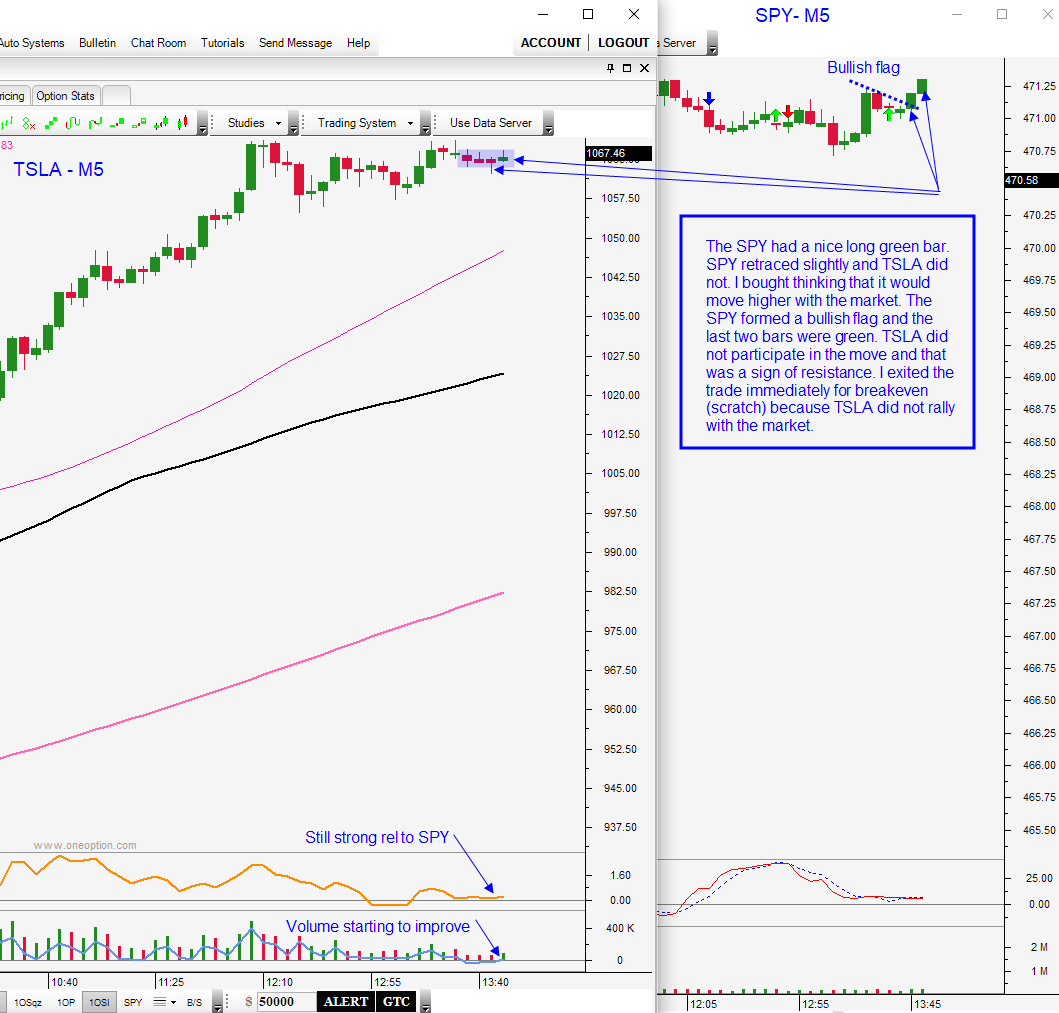 SPY- M5
Auto Systems Bulletin Chat Room Tutorials Send Message Help ACCOUNT LOGOUT
a Server
ricing Option Stats
Studies Trading System Use Data Server
83
TSLA - M5
1067.46
1057.50
1050.00
1042.50
1035.00
1027.50
1020.00
1012.50
1005.00
997.50
990.00
982.50
975.00
967.50
960.00
952.50
945.00
937.50
www.oneoption.com
Still strong rel to SPY
1.60
0.00
Volume starting to improve
400 K
0
10:40 11:25 12:10 12:55 13:40
1OSqz 1OP 1OSI SPY B/S $ 50000 ALERT GTC
Bullish flag
471.25
471.00
470.75
470.58
470.25
470.00
469.75
469.50
469.25
469.00
468.75
468.50
468.25
468.00
467.75
467.50
467.25
467.00
466.75
466.50
466.25
466.00
465.75
465.50
The SPY had a nice long green bar.
SPY retraced slightly and TSLA did
not. I bought thinking that it would
move higher with the market. The
SPY formed a bullish flag and the
last two bars were green. TSLA did
not participate in the move and that
was a sign of resistance. I exited the
trade immediately for breakeven
(scratch) because TSLA did not rally
with the market.
25.00
0.00
2 M
1 M
12:05 12:55 13:45